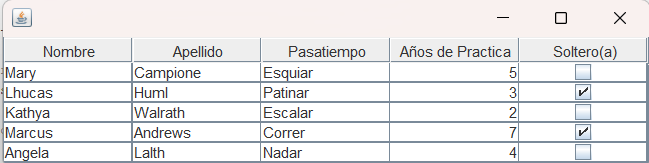 Nombre Apellido Pasatiempo Años de Practica Soltero(a)
Mary Campione Esquiar 5
Lhucas Huml Patinar 3
Kathya Walrath Escalar 2
Marcus Andrews Correr 7
Angela Lalth Nadar 4